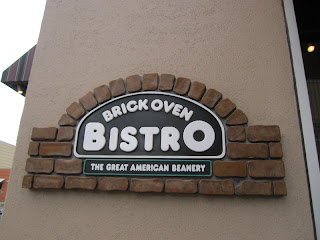 BRICK OVEN
BISTRO
THE GREAT AMERICAN BEANERY